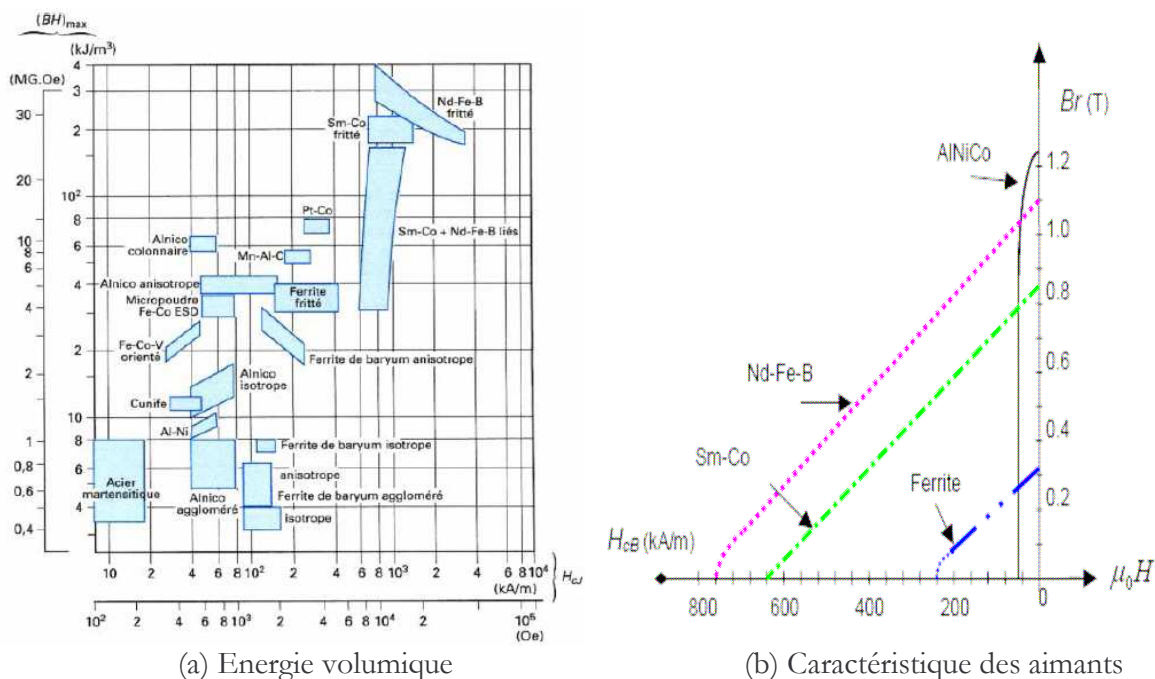 (BH)max
(kJ/m³)
(MG.Oe)
4
3
2
10²
8
6
4
2
10
8
6
4
30
20
10
8
6
4
2
1
0,8
0,6
0,4
Nd-Fe-B
fritté
Sm-Co
fritté
Pt-Co
Sm-Co + Nd-Fe-B liés
Alnico
colonnaire
Mn-Al-C
Alnico anisotrope
Ferrite
fritté
Micropoudre
Fe-Co ESD
Fe-Co-V
orienté
Ferrite de baryum anisotrope
Alnico
isotrope
Cunife
Al-Ni
Ferrite de baryum isotrope
Acier
martensitique
Alnico
aggloméré
anisotrope
Ferrite de baryum aggloméré
isotrope
10 2 4 6 8 10² 2 4 6 8 10³ 2 4 6 8 10⁴
(kA/m)
HcJ
10² 2 4 6 8 10³ 2 4 6 8 10⁴ 2 10⁵
(Oe)
(a) Energie volumique
Br (T)
AlNiCo
1.2
1.0
0.8
0.6
0.4
0.2
0
Nd-Fe-B
Sm-Co
Ferrite
HcB (kA/m)
μ₀H
800 600 400 200 0
(b) Caractéristique des aimants